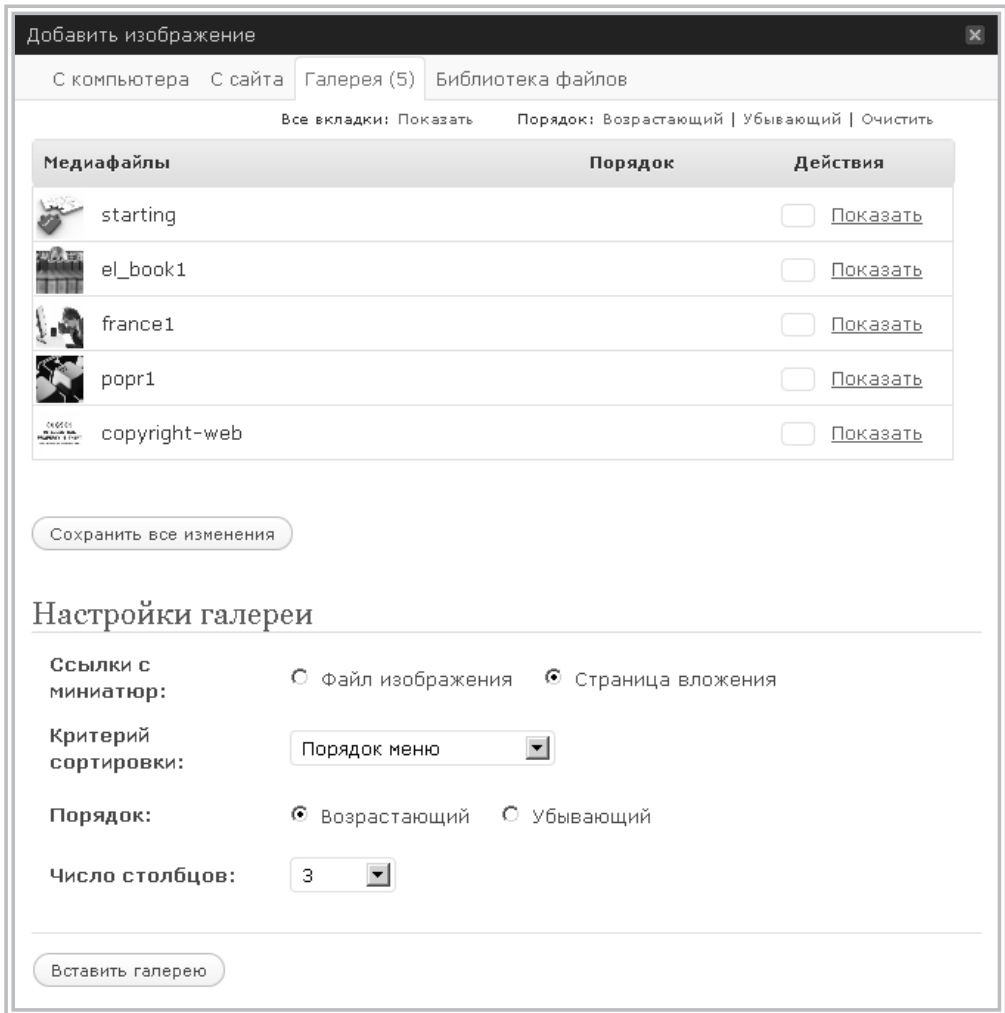 Добавить изображение
С компьютера С сайта Галерея (5) Библиотека файлов
Все вкладки: Показать Порядок: Возрастающий | Убывающий | Очистить
Медиафайлы Порядок Действия
starting Показать
el_book1 Показать
france1 Показать
popr1 Показать
copyright-web Показать
Сохранить все изменения
Настройки галереи
Ссылки с
миниатюр: Файл изображения Страница вложения
Критерий
сортировки: Порядок меню
Порядок: Возрастающий Убывающий
Число столбцов: 3
Вставить галерею